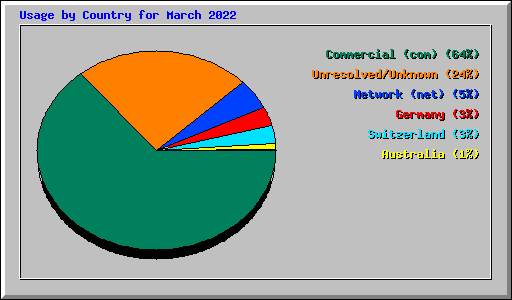 Usage by Country for March 2022
Commercial (com) (64%)
Unresolved/Unknown (24%)
Network (net) (5%)
Germany (3%)
Switzerland (3%)
Australia (1%)